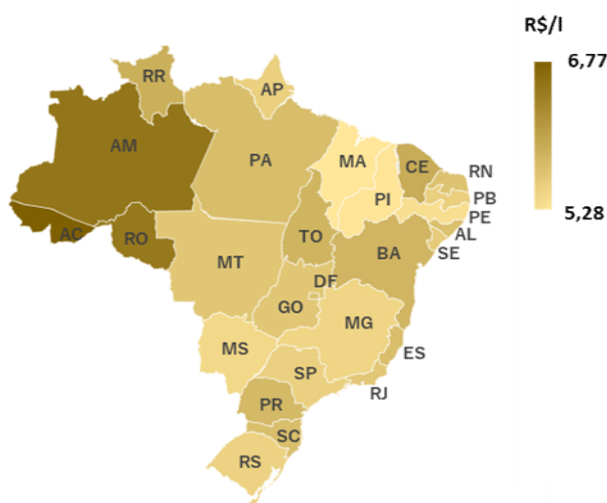 R$/l
6,77
5,28
RR
AP
AM
PA
MA
CE
RN
PI
PB
PE
AL
AC
RO
TO
BA
SE
MT
DF
GO
MG
MS
ES
SP
RJ
PR
SC
RS